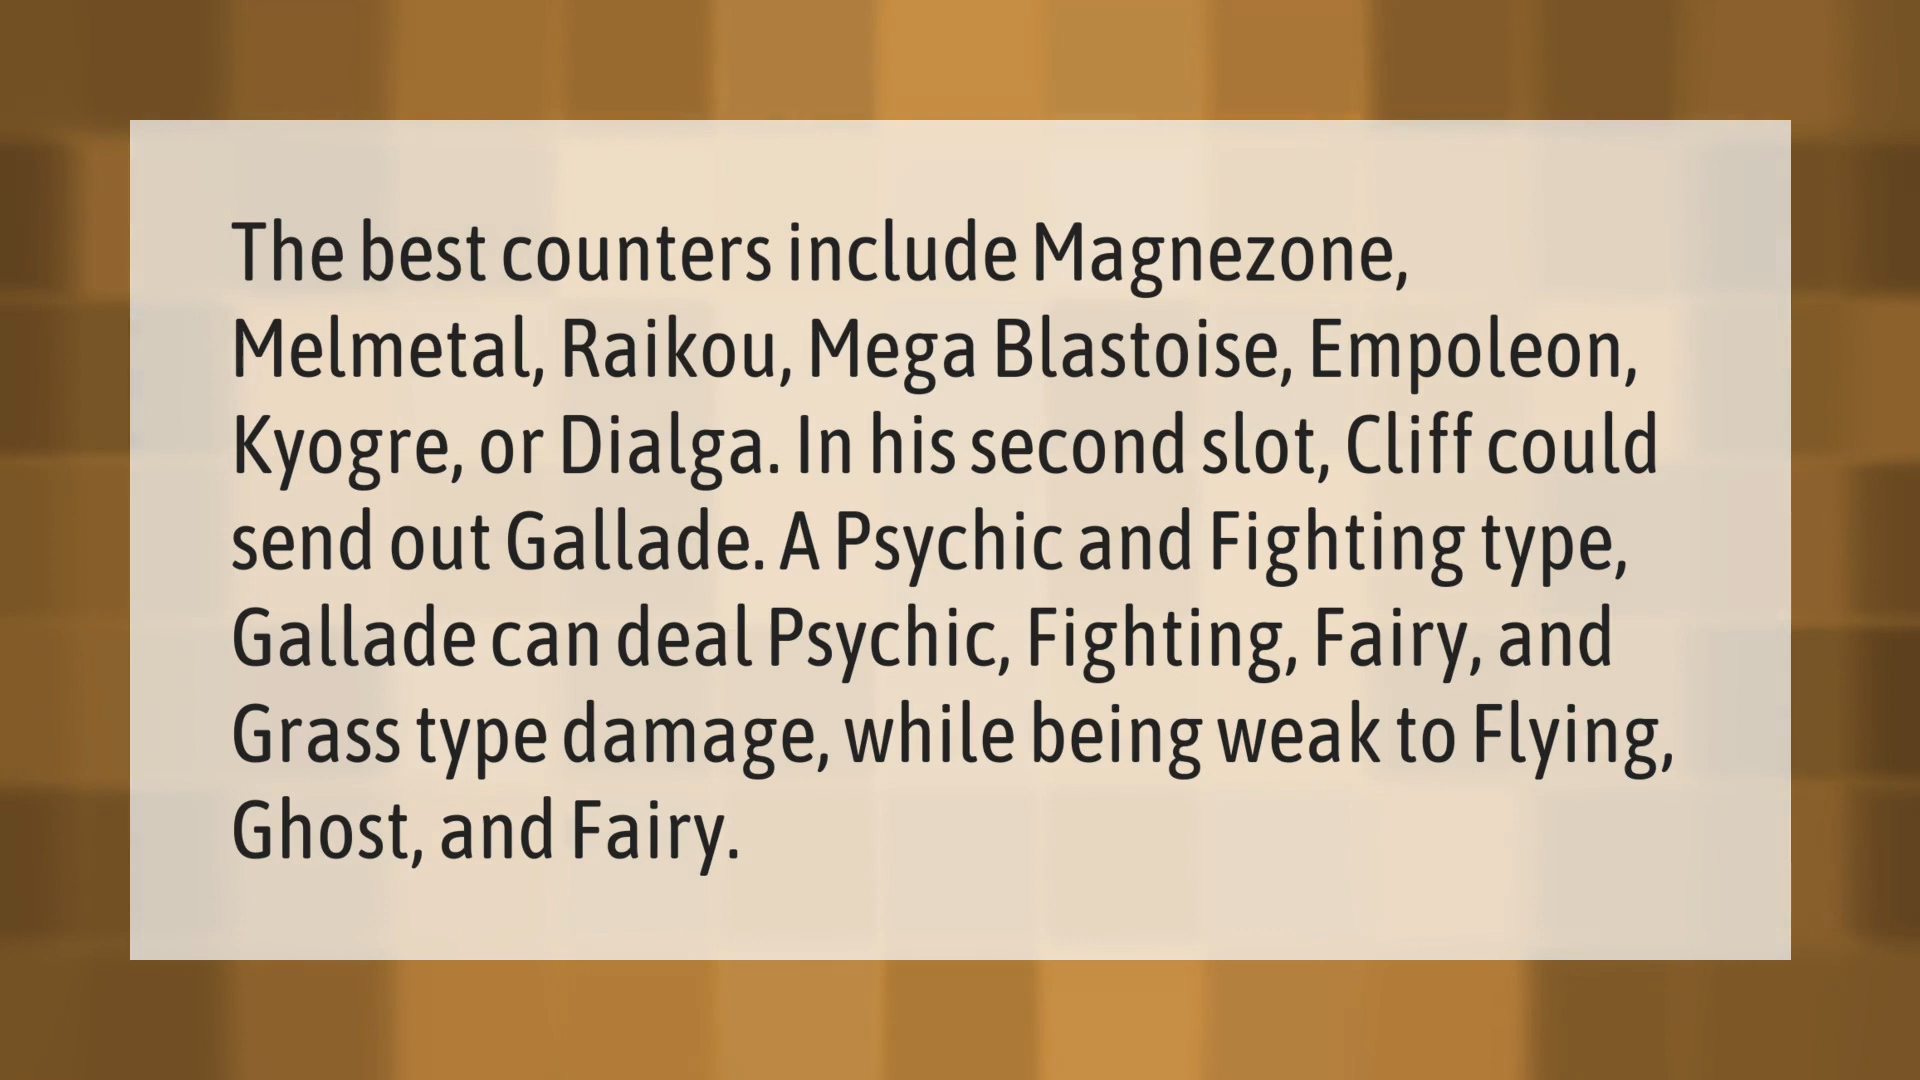 The best counters include Magnezone,
Melmetal, Raikou, Mega Blastoise, Empoleon,
Kyogre, or Dialga. In his second slot, Cliff could
send out Gallade. A Psychic and Fighting type,
Gallade can deal Psychic, Fighting, Fairy, and
Grass type damage, while being weak to Flying,
Ghost, and Fairy.